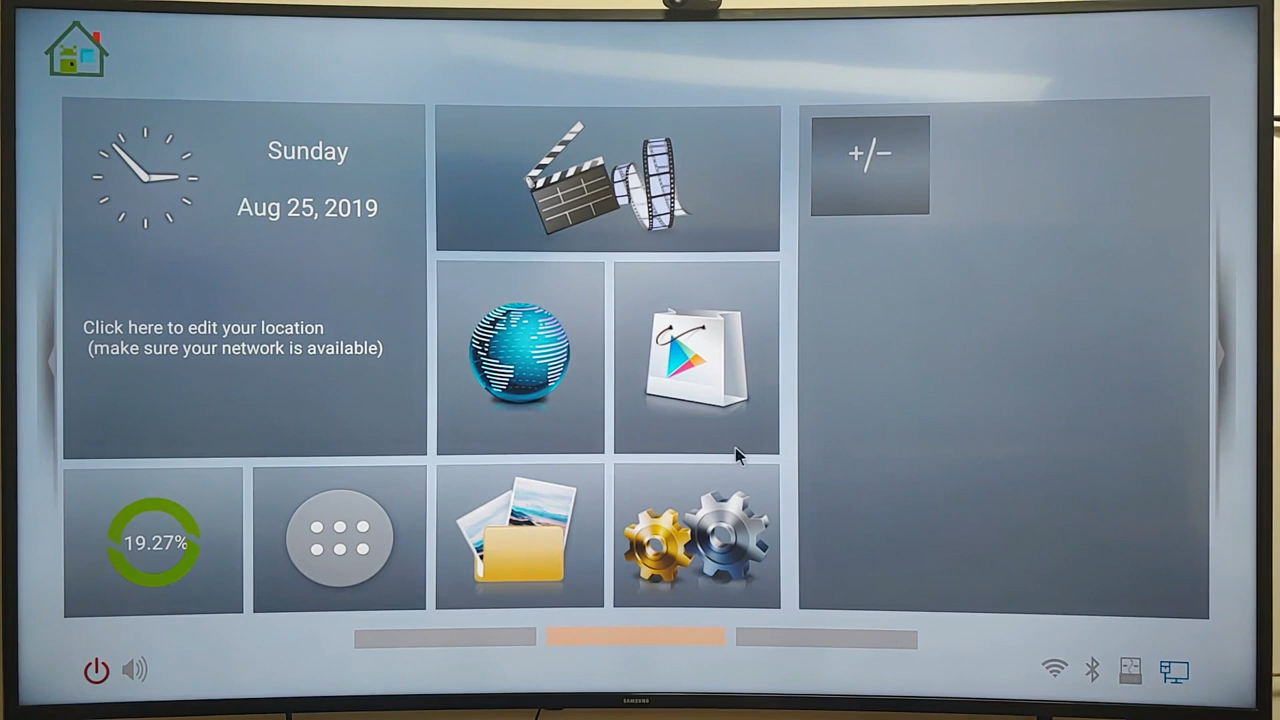 Sunday
Aug 25, 2019
Click here to edit your location
(make sure your network is available)
+/−
19.27%
SAMSUNG